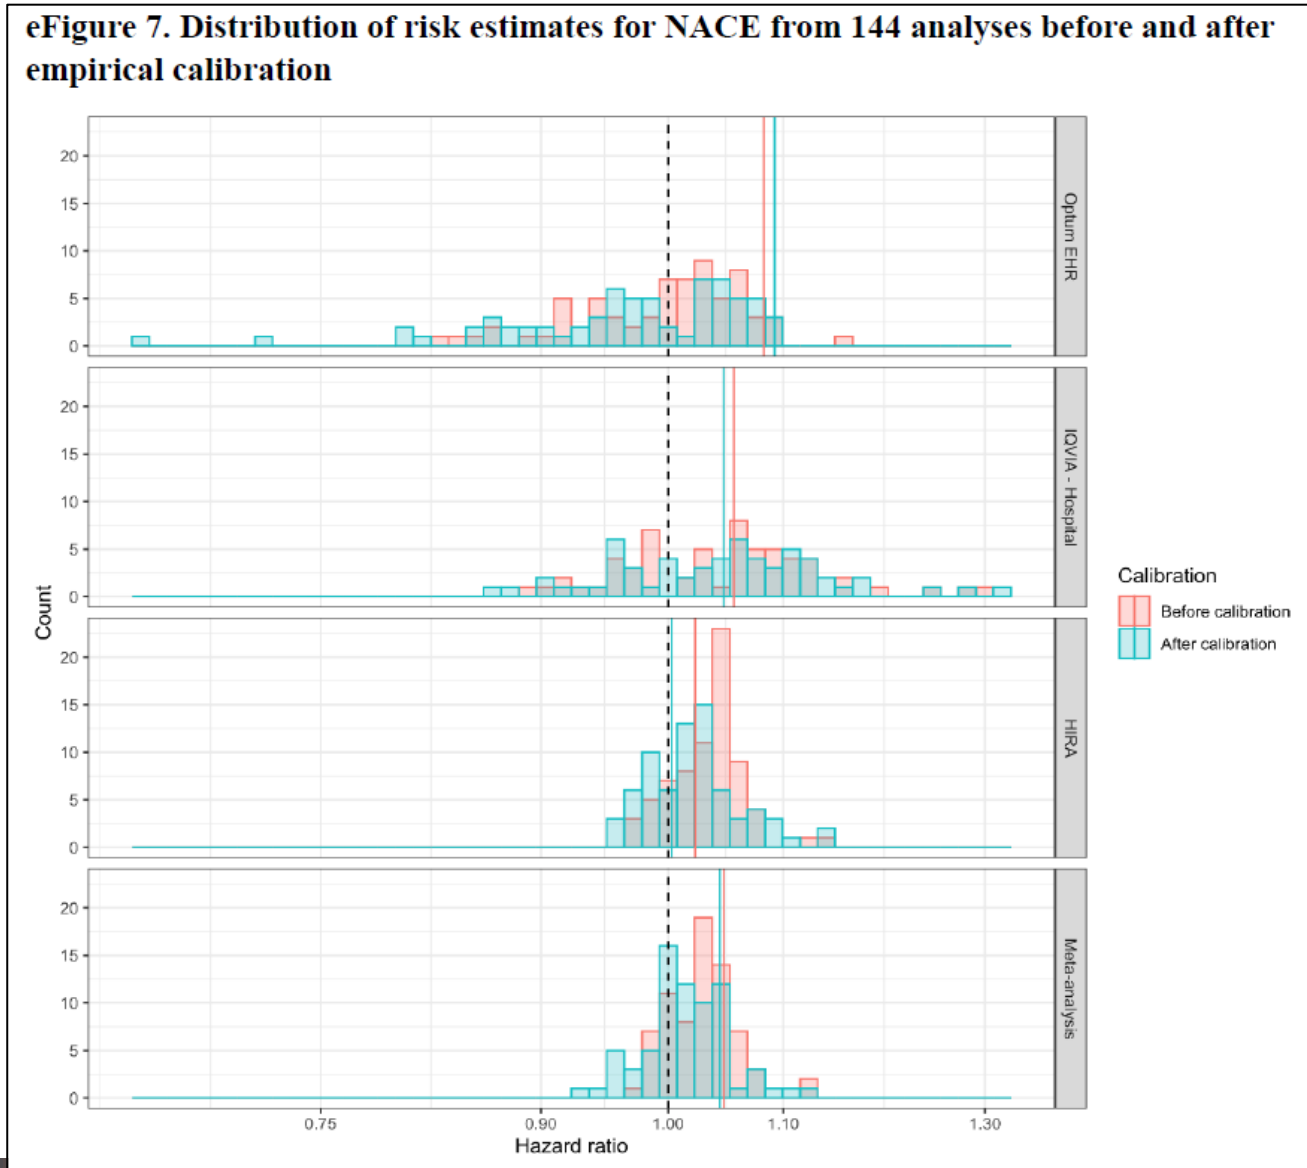 eFigure 7. Distribution of risk estimates for NACE from 144 analyses before and after
empirical calibration
20
15
10
5
0
Optum EHR
20
15
10
5
0
IQVIA - Hospital
20
15
10
5
0
HIRA
20
15
10
5
0
Meta-analysis
Count
0.75
0.90
1.00
1.10
1.30
Hazard ratio
Calibration
Before calibration
After calibration